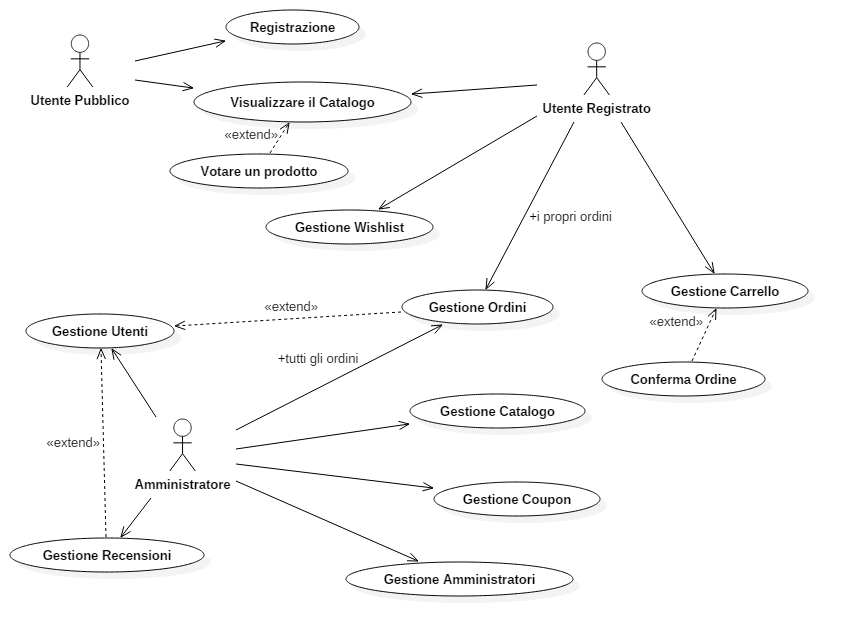 Registrazione
Utente Pubblico
Visualizzare il Catalogo
Utente Registrato
«extend»
Votare un prodotto
Gestione Wishlist
+i propri ordini
Gestione Carrello
«extend»
Gestione Ordini
«extend»
Gestione Utenti
+tutti gli ordini
Conferma Ordine
Gestione Catalogo
«extend»
Amministratore
Gestione Coupon
Gestione Recensioni
Gestione Amministratori